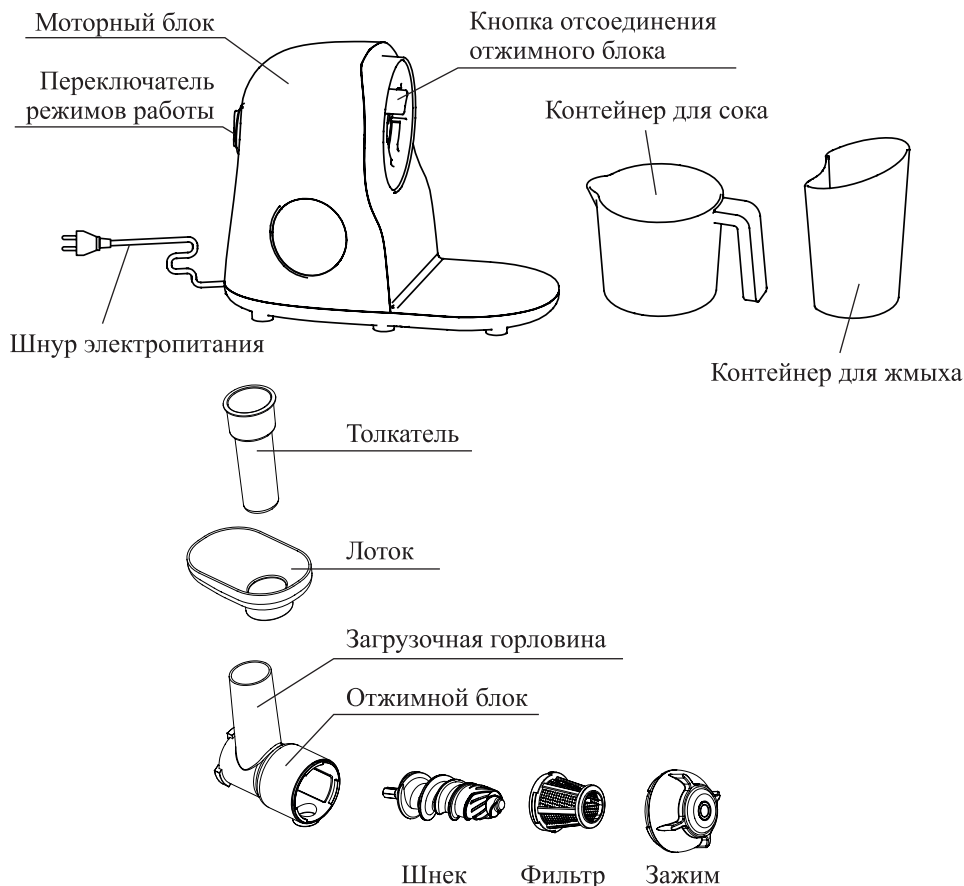 Моторный блок
Кнопка отсоединения
отжимного блока
Переключатель
режимов работы
Контейнер для сока
Шнур электропитания
Контейнер для жмыха
Толкатель
Лоток
Загрузочная горловина
Отжимной блок
Шнек
Фильтр
Зажим